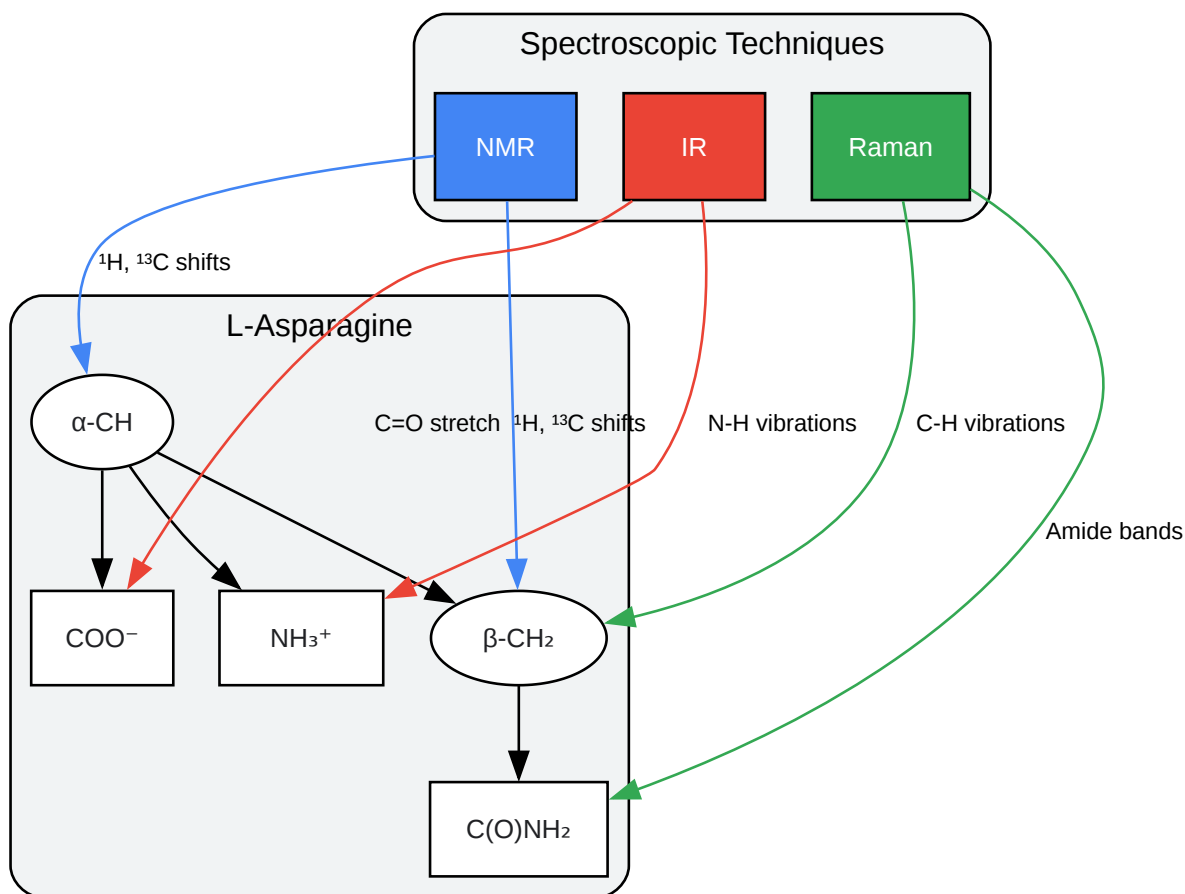 Spectroscopic Techniques
NMR
IR
Raman
¹H, ¹³C shifts
L-Asparagine
α-CH
C=O stretch
¹H, ¹³C shifts
N-H vibrations
C-H vibrations
Amide bands
COO⁻
NH₃⁺
β-CH₂
C(O)NH₂